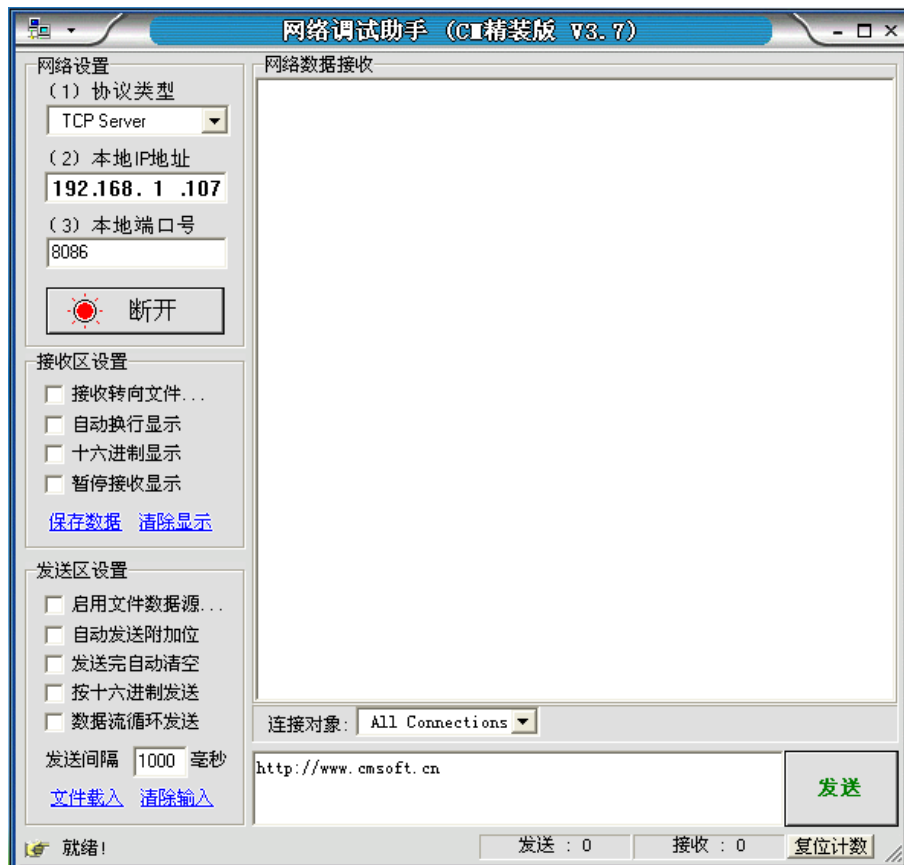 网络调试助手 (CM精装版 V3.7)
网络设置
(1) 协议类型
TCP Server
(2) 本地IP地址
192.168. 1 .107
(3) 本地端口号
8086
断开
接收区设置
接收转向文件...
自动换行显示
十六进制显示
暂停接收显示
保存数据 清除显示
发送区设置
启用文件数据源...
自动发送附加位
发送完自动清空
按十六进制发送
数据流循环发送
发送间隔 1000 毫秒
文件载入 清除输入
网络数据接收
连接对象: All Connections
http://www.cmsoft.cn
发送
就绪!
发送 : 0
接收 : 0
复位计数